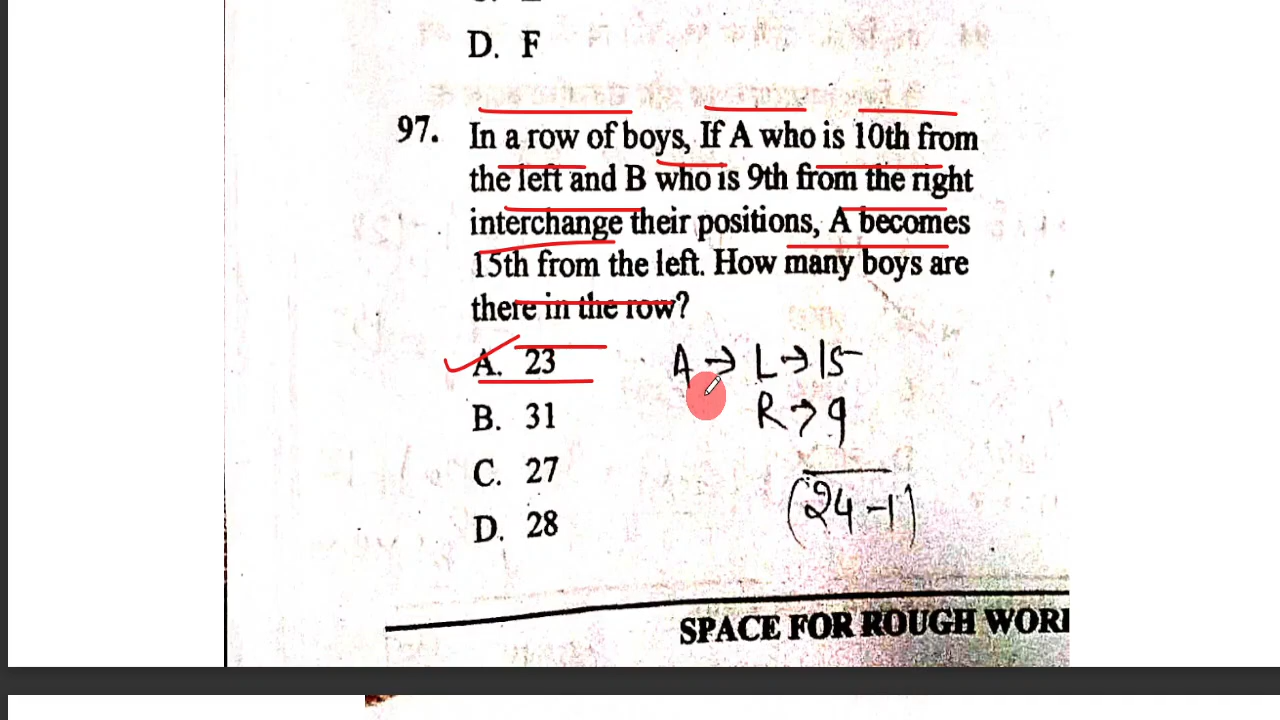 D. F
97. In a row of boys, If A who is 10th from
the left and B who is 9th from the right
interchange their positions, A becomes
15th from the left. How many boys are
there in the row?
A. 23
B. 31
C. 27
D. 28
A → L → 15
R → 9
(24-1)
SPACE FOR ROUGH WOR